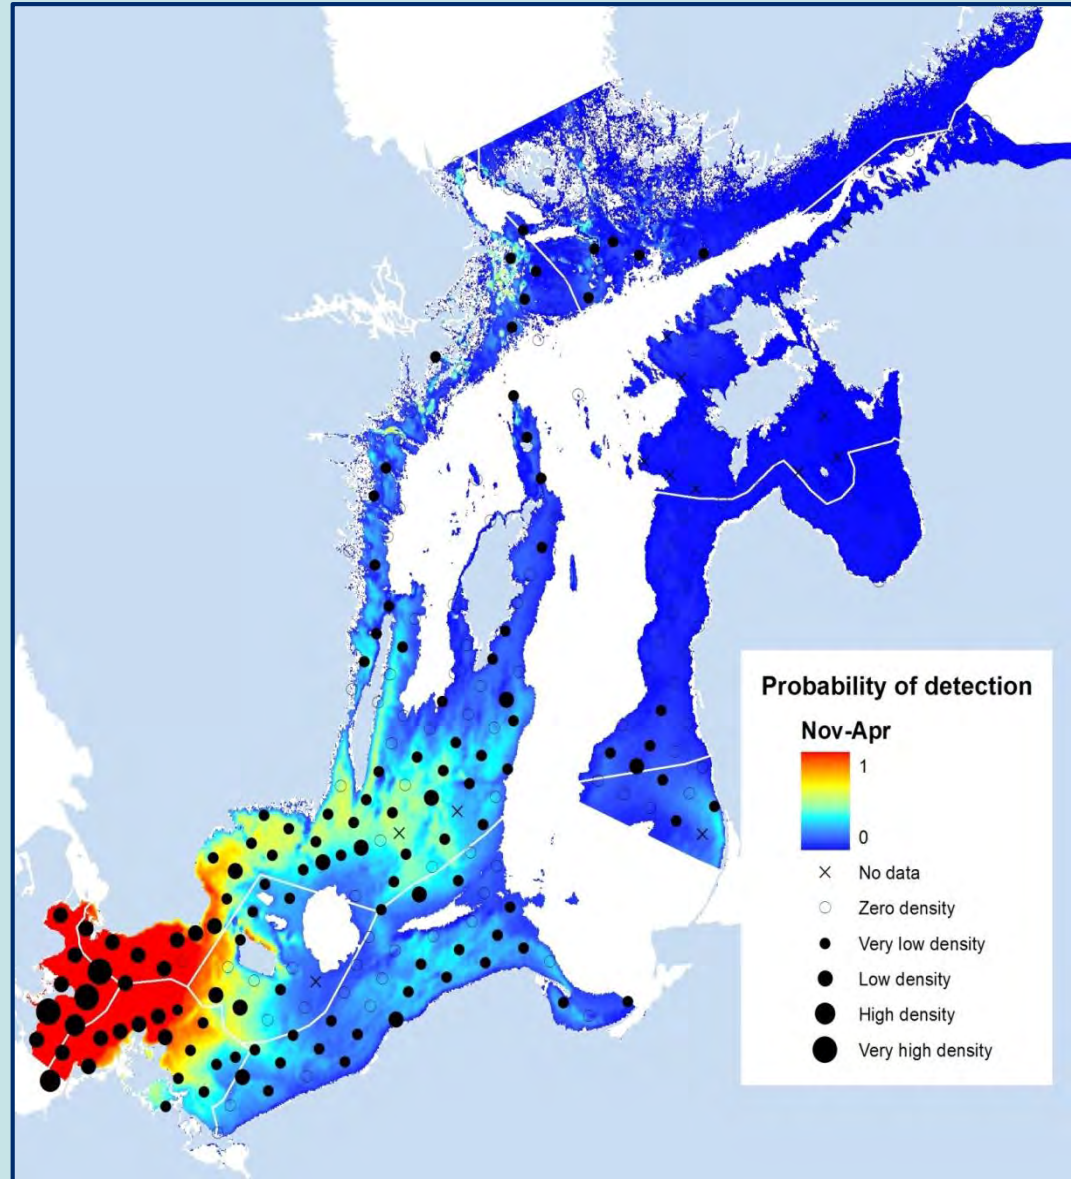 Probability of detection
Nov-Apr
1
0
No data
Zero density
Very low density
Low density
High density
Very high density